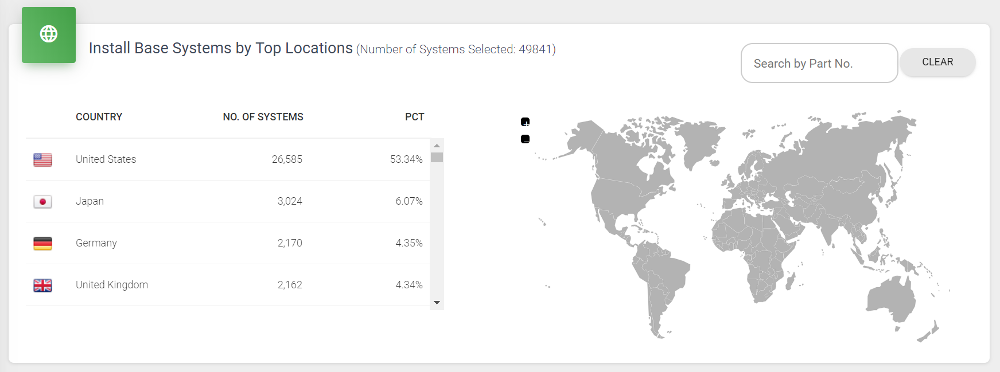 Install Base Systems by Top Locations (Number of Systems Selected: 49841)
Search by Part No.
CLEAR
COUNTRY NO. OF SYSTEMS PCT
United States 26,585 53.34%
Japan 3,024 6.07%
Germany 2,170 4.35%
United Kingdom 2,162 4.34%
+
−